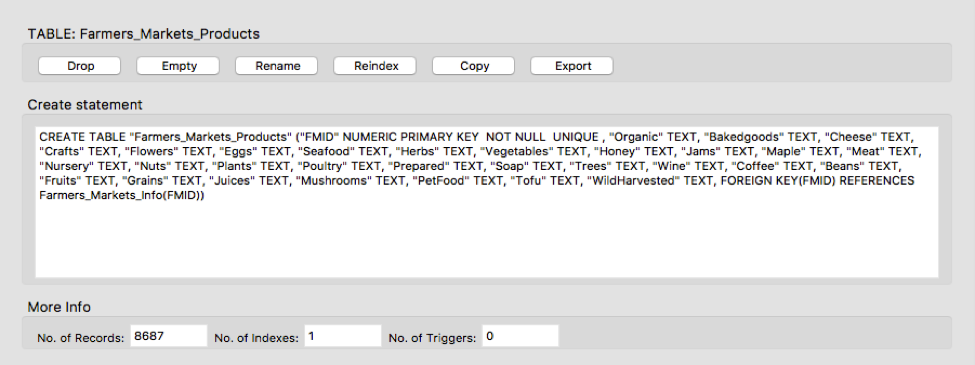 TABLE: Farmers_Markets_Products
Drop Empty Rename Reindex Copy Export
Create statement
CREATE TABLE "Farmers_Markets_Products" ("FMID" NUMERIC PRIMARY KEY  NOT NULL  UNIQUE , "Organic" TEXT, "Bakedgoods" TEXT, "Cheese" TEXT,
"Crafts" TEXT, "Flowers" TEXT, "Eggs" TEXT, "Seafood" TEXT, "Herbs" TEXT, "Vegetables" TEXT, "Honey" TEXT, "Jams" TEXT, "Maple" TEXT, "Meat" TEXT,
"Nursery" TEXT, "Nuts" TEXT, "Plants" TEXT, "Poultry" TEXT, "Prepared" TEXT, "Soap" TEXT, "Trees" TEXT, "Wine" TEXT, "Coffee" TEXT, "Beans" TEXT,
"Fruits" TEXT, "Grains" TEXT, "Juices" TEXT, "Mushrooms" TEXT, "PetFood" TEXT, "Tofu" TEXT, "WildHarvested" TEXT, FOREIGN KEY(FMID) REFERENCES
Farmers_Markets_Info(FMID))
More Info
No. of Records: 8687 No. of Indexes: 1 No. of Triggers: 0